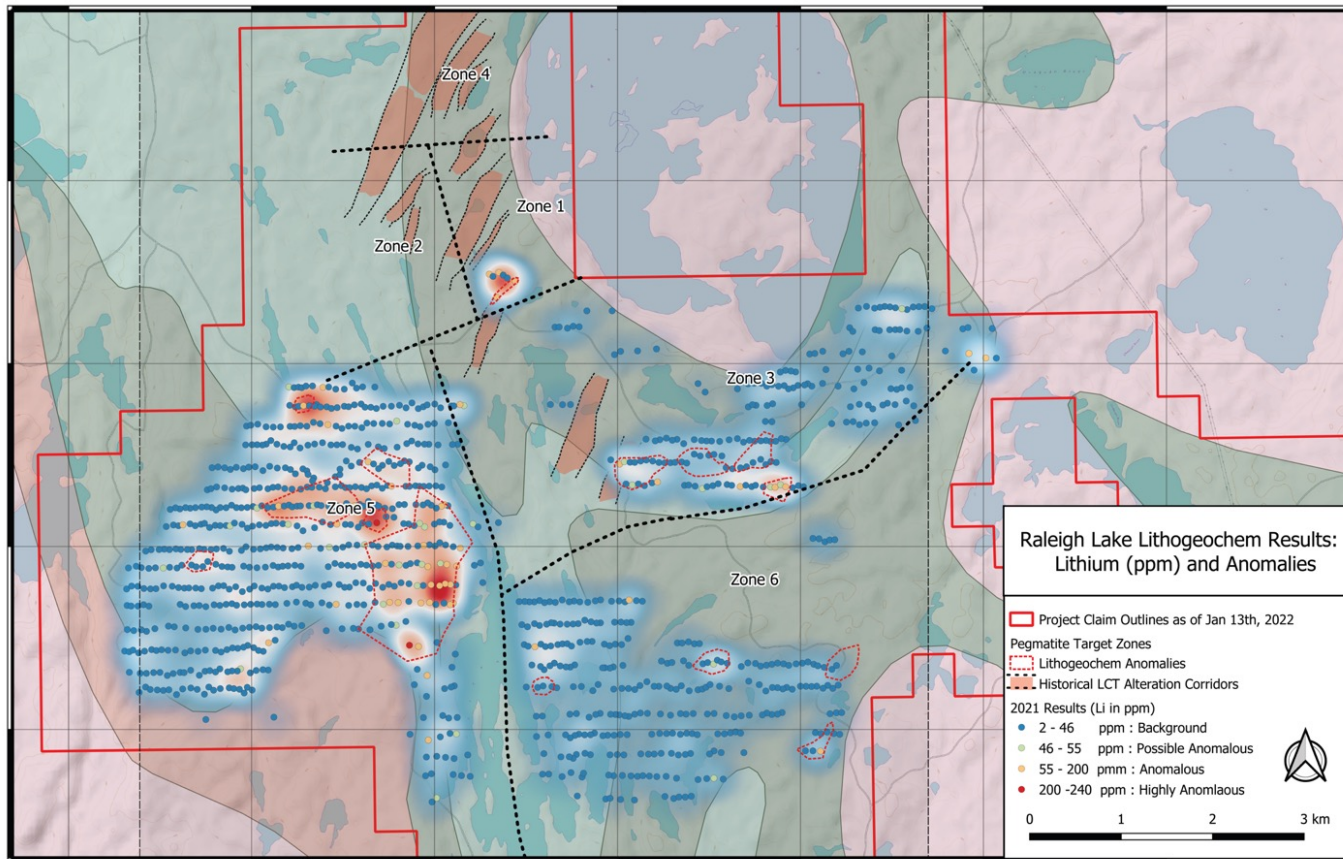 Zone 4
Zone 1
Zone 2
Zone 3
Zone 5
Zone 6
Raleigh Lake Lithogeochem Results:
Lithium (ppm) and Anomalies
Project Claim Outlines as of Jan 13th, 2022
Pegmatite Target Zones
Lithogeochem Anomalies
Historical LCT Alteration Corridors
2021 Results (Li in ppm)
2 - 46 ppm : Background
46 - 55 ppm : Possible Anomalous
55 - 200 pmm : Anomalous
200 -240 ppm : Highly Anomlaous
0 1 2 3 km